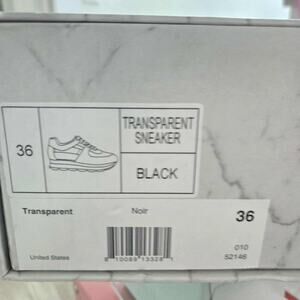 36
TRANSPARENT
SNEAKER
BLACK
Transparent Noir 36
010
United States 52146